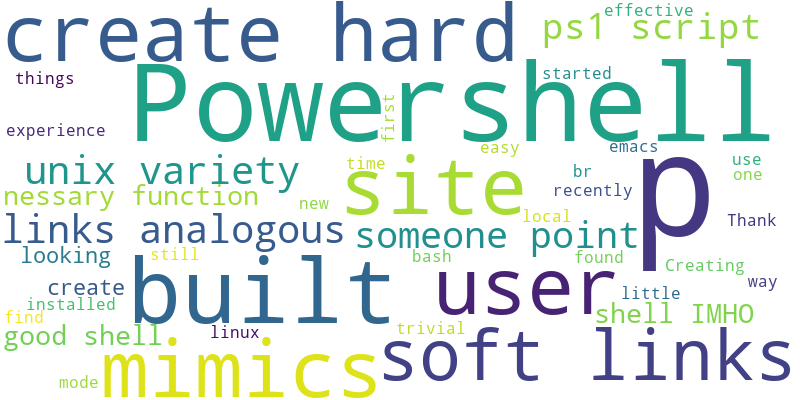 effective
create hard
ps1 script
things
started
Powershell
first
experience
easy
emacs
unix variety
time
site
br
p
use
one
recently
nessary function
new
local
Thank
links analogous
someone point
looking
still
bash
found
Creating
way
create
built
user
little
installed
find
shell IMHO
good shell
linux
trivial
soft links
mimics
mode